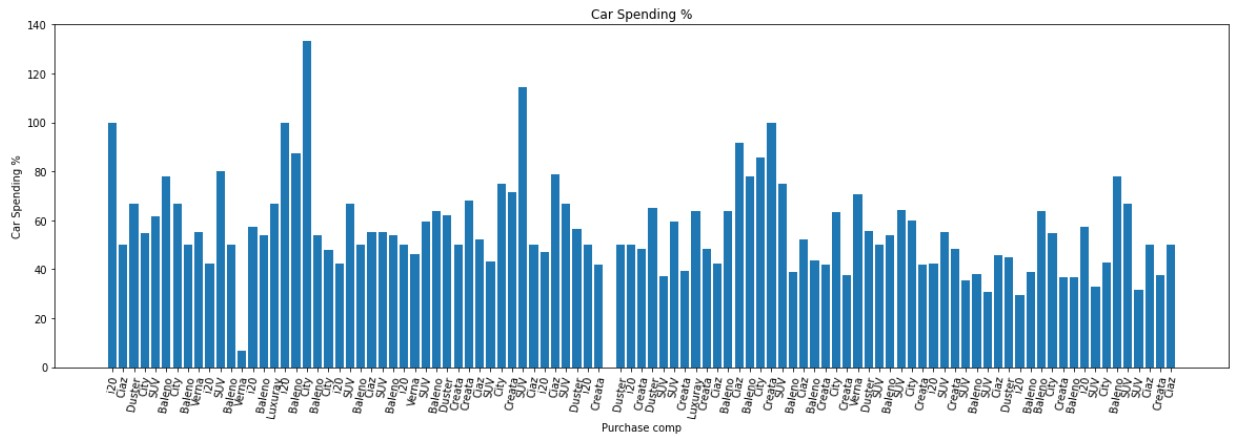 Car Spending %
140
120
100
80
60
40
20
0
Car Spending %
i20
Ciaz
Duster
City
SUV
Baleno
City
Baleno
Verna
i20
SUV
Baleno
Verna
i20
Baleno
Luxuray
i20
Baleno
City
Baleno
City
i20
SUV
Baleno
Ciaz
SUV
Baleno
i20
Verna
SUV
Baleno
Duster
Creata
Creata
Ciaz
SUV
City
Creata
SUV
Ciaz
i20
Ciaz
SUV
Duster
i20
Creata
Duster
i20
Creata
Duster
SUV
SUV
Creata
Luxuray
Creata
Ciaz
Baleno
Ciaz
Baleno
City
Creata
SUV
Baleno
Ciaz
Baleno
Creata
City
Creata
Verna
Duster
SUV
Baleno
SUV
City
Creata
i20
SUV
Creata
SUV
Baleno
SUV
Ciaz
Duster
i20
Baleno
Baleno
City
Creata
Baleno
i20
SUV
City
Baleno
SUV
SUV
Ciaz
Creata
Ciaz
Purchase comp